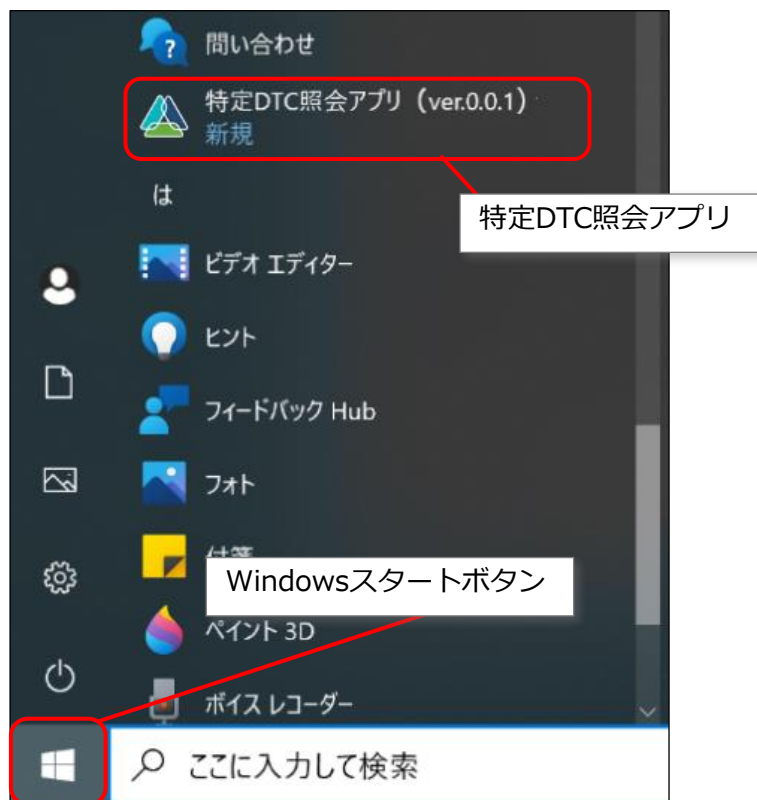 問い合わせ
特定DTC照会アプリ（ver.0.0.1）
新規
は
特定DTC照会アプリ
ビデオ エディター
ヒント
フィードバック Hub
フォト
Windowsスタートボタン
ペイント 3D
ボイス レコーダー
ここに入力して検索